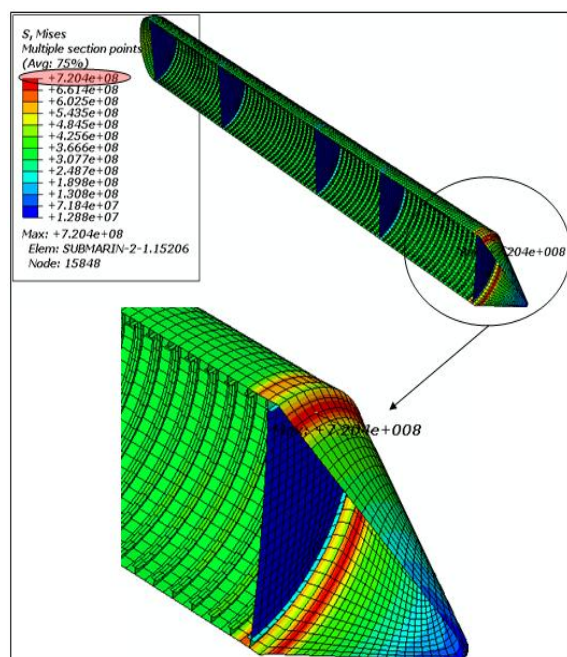 S, Mises
Multiple section points
(Avg: 75%)
+7.204e+08
+6.614e+08
+6.025e+08
+5.435e+08
+4.845e+08
+4.256e+08
+3.666e+08
+3.077e+08
+2.487e+08
+1.898e+08
+1.308e+08
+7.184e+07
+1.288e+07
Max: +7.204e+08
Elem: SUBMARIN-2-1.15206
Node: 15848
+7.204e+008